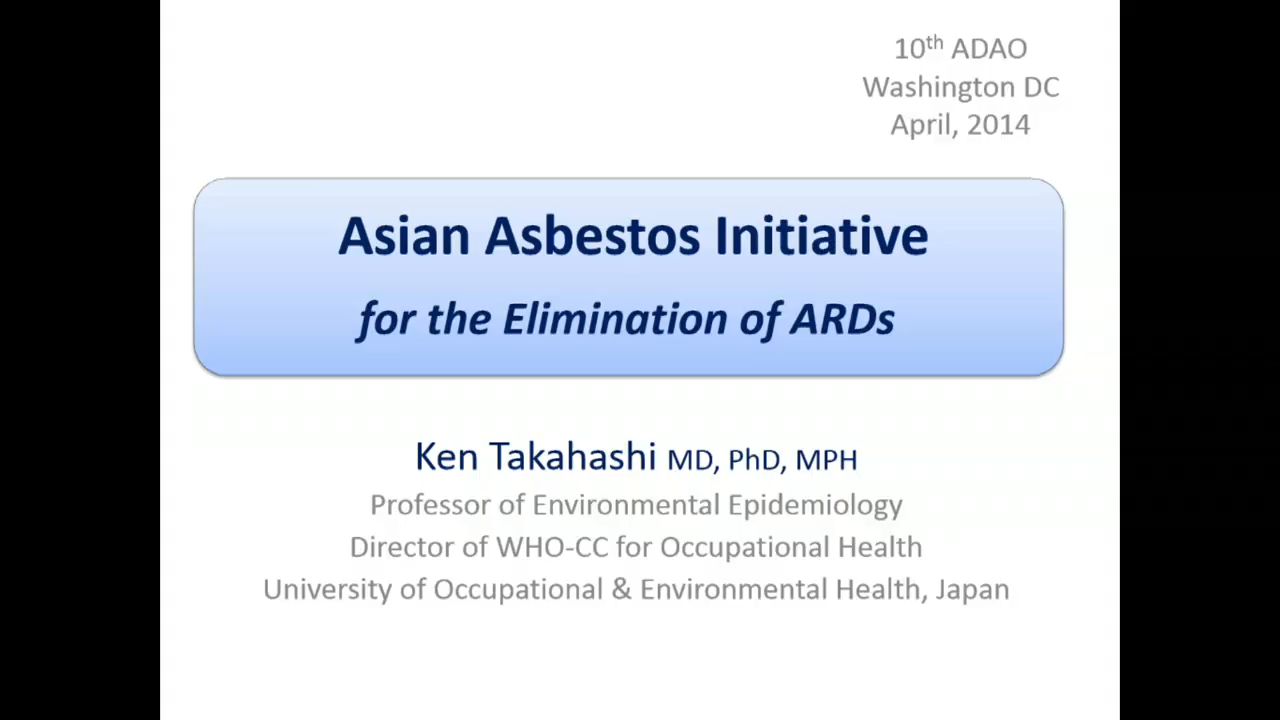 10th ADAO
Washington DC
April, 2014
Asian Asbestos Initiative
for the Elimination of ARDs
Ken Takahashi MD, PhD, MPH
Professor of Environmental Epidemiology
Director of WHO-CC for Occupational Health
University of Occupational & Environmental Health, Japan